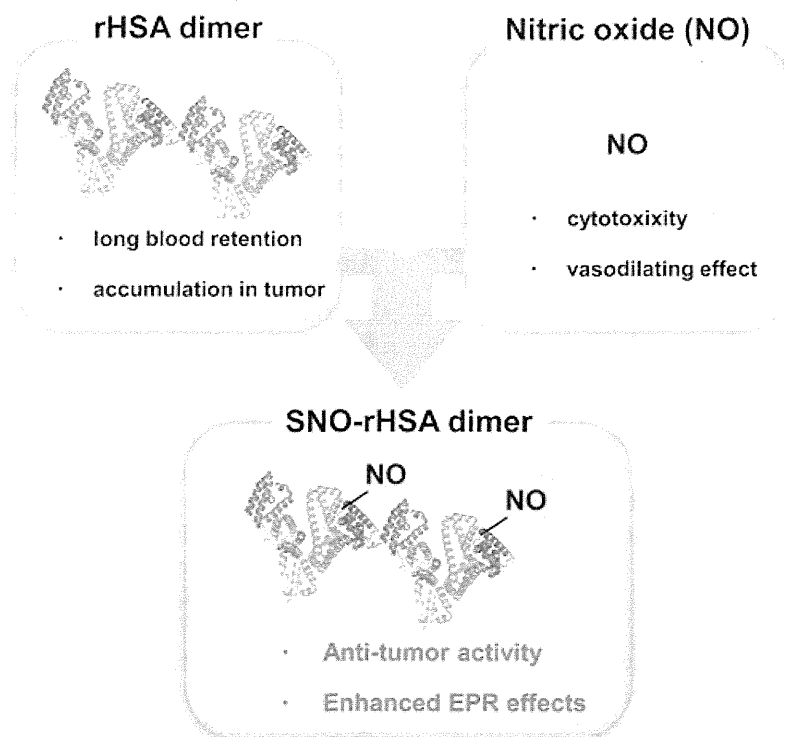 rHSA dimer
· long blood retention
· accumulation in tumor
Nitric oxide (NO)
NO
· cytotoxixity
· vasodilating effect
SNO-rHSA dimer
NO
NO
· Anti-tumor activity
· Enhanced EPR effects